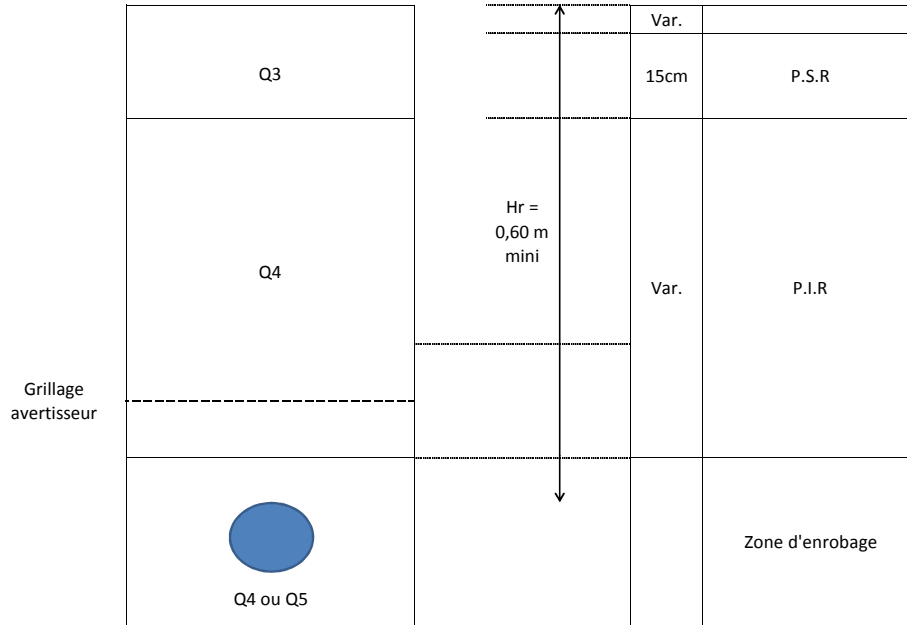 Var.
Q3
15cm
P.S.R
Hr =
0,60 m
mini
Q4
Var.
P.I.R
Grillage
avertisseur
Zone d'enrobage
Q4 ou Q5